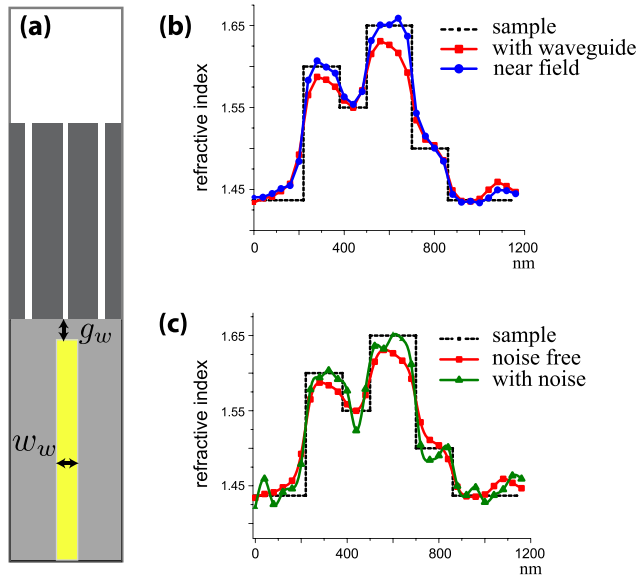 (a)
g_w
w_w
(b)
refractive index
1.65
1.55
1.45
0 400 800 1200
nm
sample
with waveguide
near field
(c)
refractive index
1.65
1.55
1.45
0 400 800 1200
nm
sample
noise free
with noise